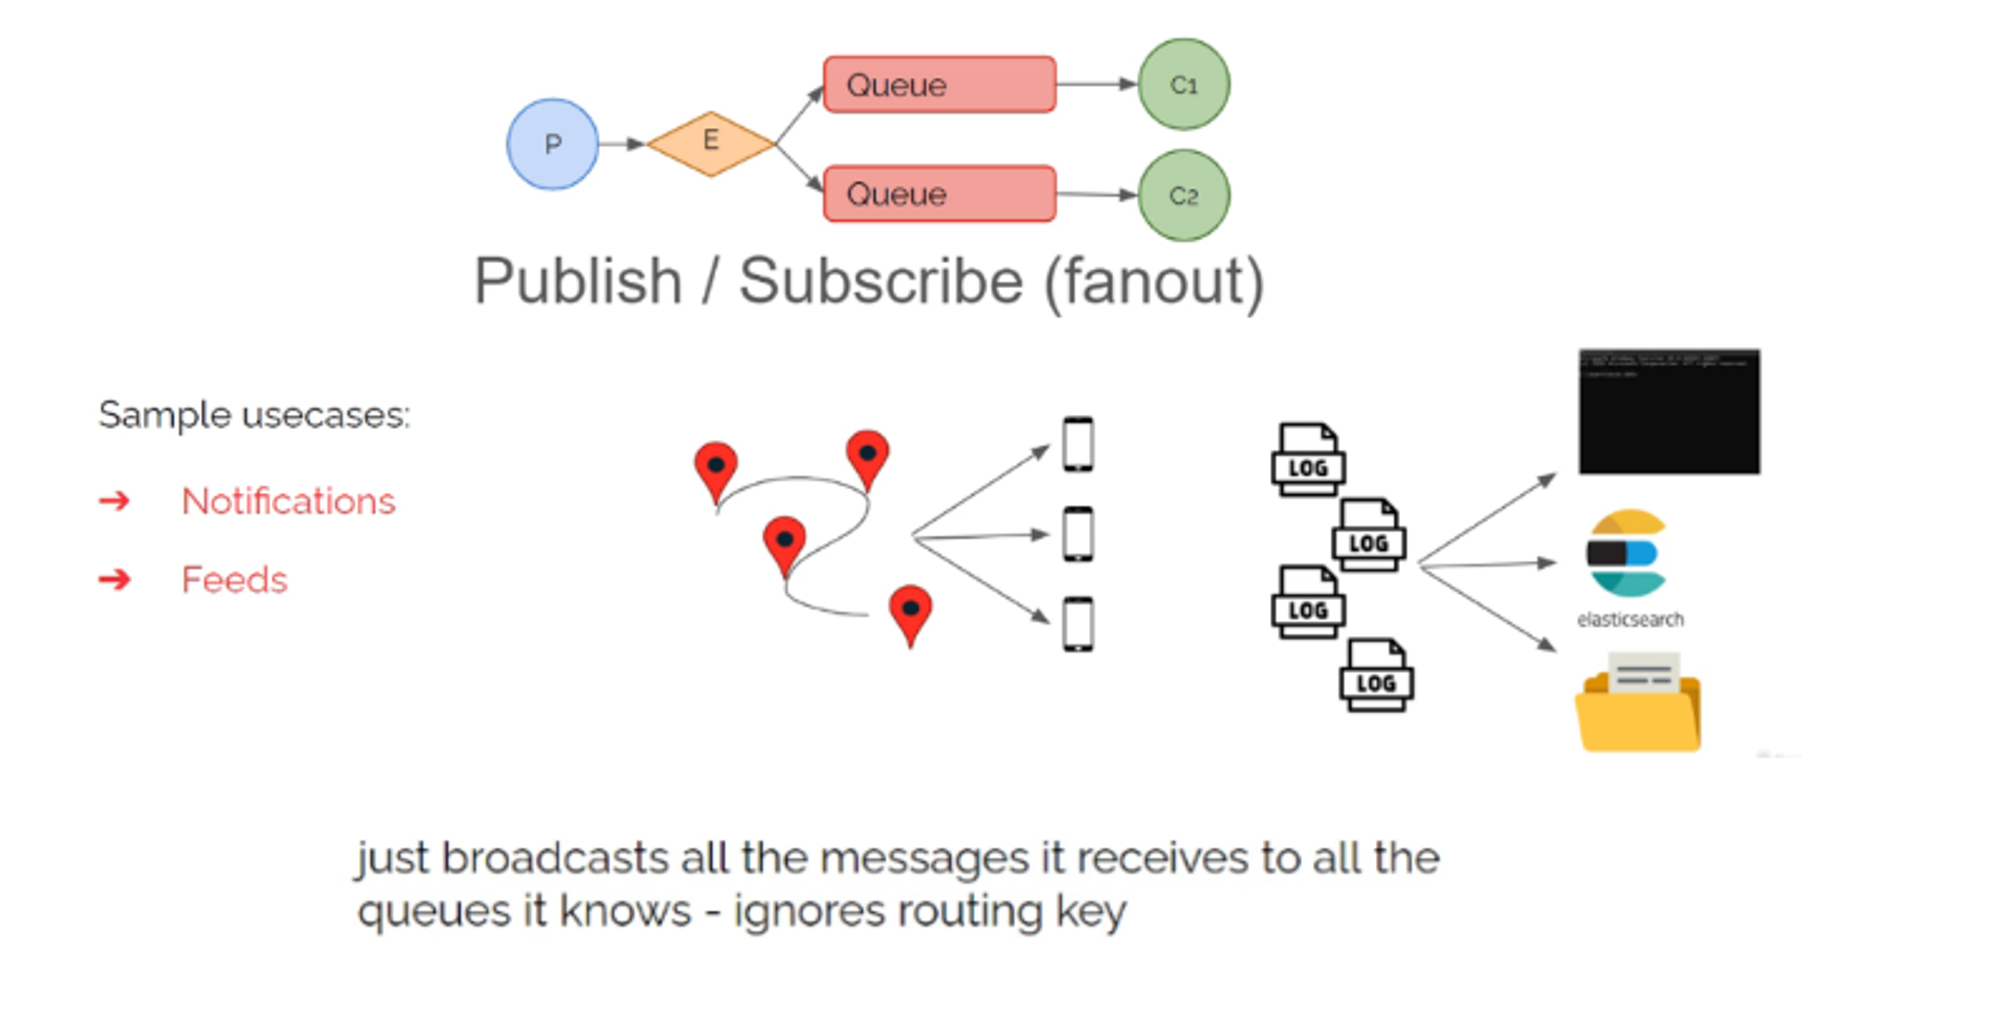 P
E
Queue
C1
Queue
C2
Publish / Subscribe (fanout)
Sample usecases:
➔ Notifications
➔ Feeds
LOG
LOG
LOG
LOG
elasticsearch
just broadcasts all the messages it receives to all the
queues it knows - ignores routing key